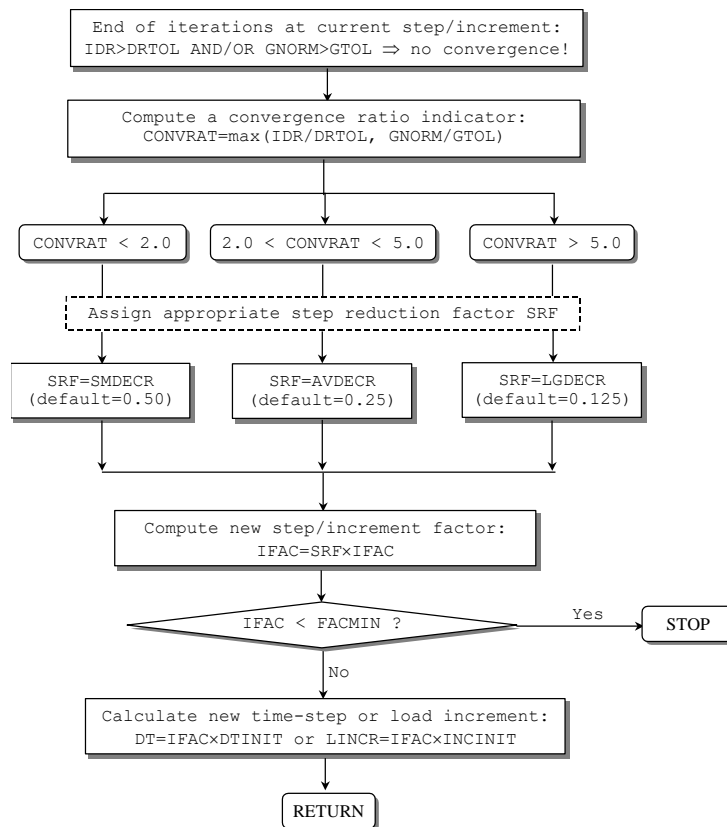 End of iterations at current step/increment:
IDR>DRTOL AND/OR GNORM>GTOL ⇒ no convergence!
Compute a convergence ratio indicator:
CONVRAT=max(IDR/DRTOL, GNORM/GTOL)
CONVRAT < 2.0
2.0 < CONVRAT < 5.0
CONVRAT > 5.0
Assign appropriate step reduction factor SRF
SRF=SMDECR
(default=0.50)
SRF=AVDECR
(default=0.25)
SRF=LGDECR
(default=0.125)
Compute new step/increment factor:
IFAC=SRF×IFAC
IFAC < FACMIN ?
Yes
STOP
No
Calculate new time-step or load increment:
DT=IFAC×DTINIT or LINCR=IFAC×INCINIT
RETURN